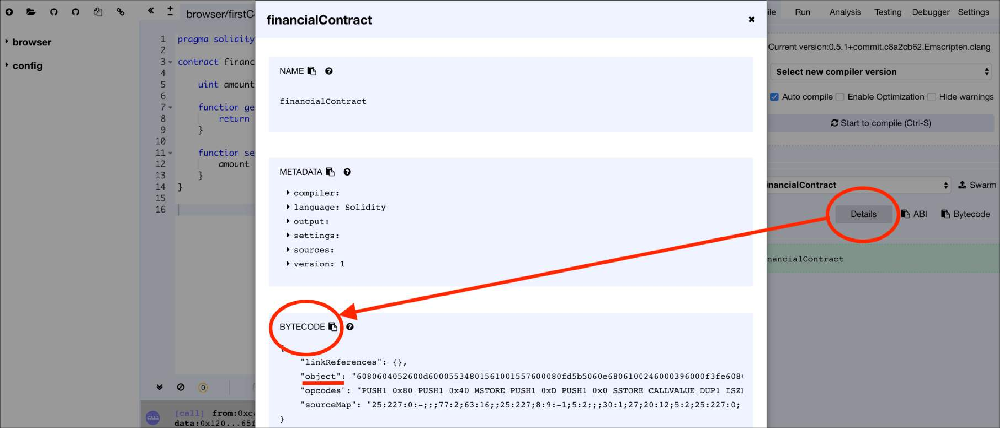 browser/firstC
browser
config
1 pragma solidity
2
3 contract financ
4
5 uint amount
6
7 function ge
8 return
9 }
10
11 function se
12 amount
13 }
14 }
15
16
0
CALL
[call] from:0xc
data:0x120...65f
financialContract
NAME
financialContract
METADATA
compiler:
language: Solidity
output:
settings:
sources:
version: 1
BYTECODE
{
"linkReferences": {},
"object": "6080604052600d600055348015610015576000080fd5b5060e6806100246000396000f3fe608
"opcodes": "PUSH1 0x80 PUSH1 0x40 MSTORE PUSH1 0xD PUSH1 0x0 SSTORE CALLVALUE DUP1 ISZ
"sourceMap": "25:227:0:-;;;77:2;63:16;;25:227;8:9:-1;5:2;;;30:1;27;20:12;5:2;25:227:0;
}
ile Run Analysis Testing Debugger Settings
Current version:0.5.1+commit.c8a2cb62.Emscripten.clang
Select new compiler version
Auto compile Enable Optimization Hide warnings
Start to compile (Ctrl-S)
inancialContract Swarm
Details ABI Bytecode
nancialContract